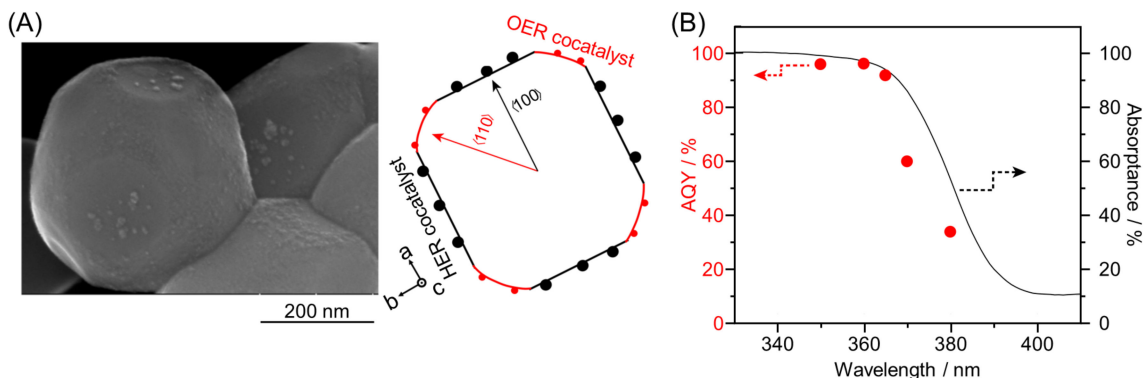 (A)
200 nm
OER cocatalyst
⟨100⟩
⟨110⟩
HER cocatalyst
a
b
c
(B)
AQY / %
100
80
60
40
20
0
340
360
380
400
Wavelength / nm
100
80
60
40
20
0
Absorptance / %